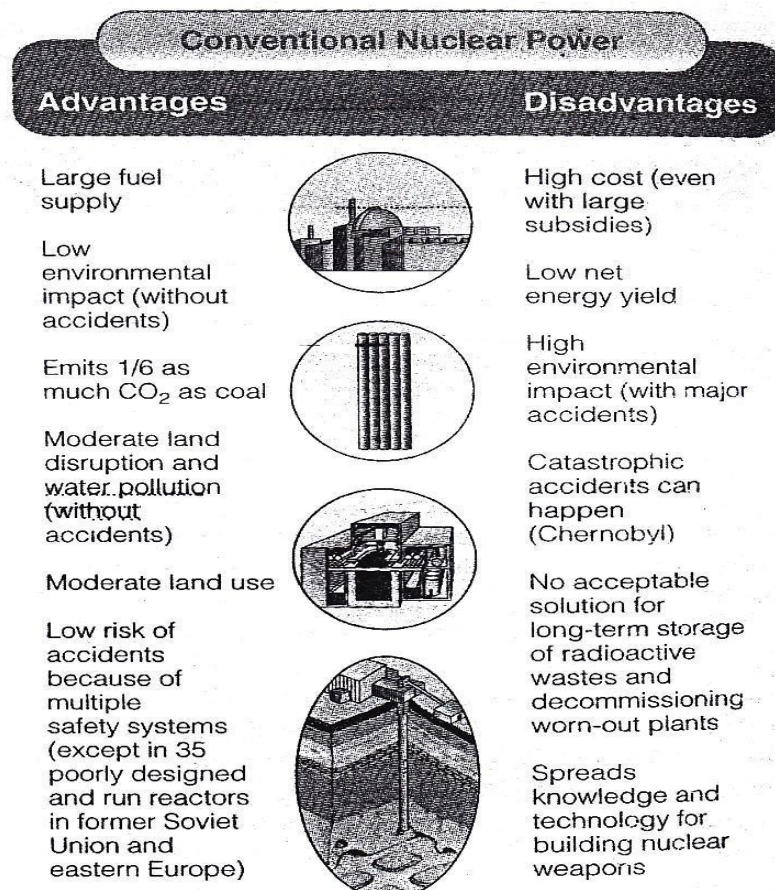 Conventional Nuclear Power
Advantages
Disadvantages
Large fuel
supply
Low
environmental
impact (without
accidents)
Emits 1/6 as
much CO₂ as coal
Moderate land
disruption and
water pollution
(without
accidents)
Moderate land use
Low risk of
accidents
because of
multiple
safety systems
(except in 35
poorly designed
and run reactors
in former Soviet
Union and
eastern Europe)
High cost (even
with large
subsidies)
Low net
energy yield
High
environmental
impact (with major
accidents)
Catastrophic
accidents can
happen
(Chernobyl)
No acceptable
solution for
long-term storage
of radioactive
wastes and
decommissioning
worn-out plants
Spreads
knowledge and
technology for
building nuclear
weapons